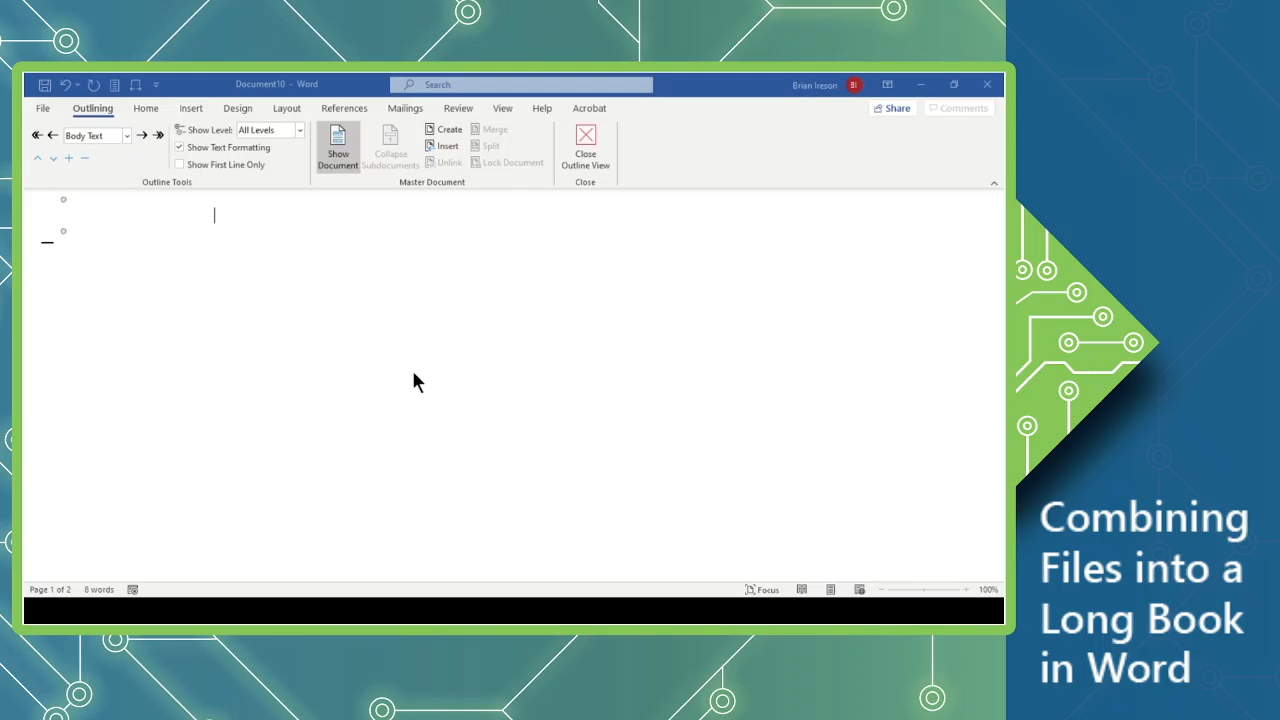 Document10 - Word
Search
Brian Ireson
BI
File Outlining Home Insert Design Layout References Mailings Review View Help Acrobat
Share
Comments
Body Text
Show Level: All Levels
Show Text Formatting
Show First Line Only
Outline Tools
Show Document
Collapse Subdocuments
Create
Insert
Unlink
Merge
Split
Lock Document
Master Document
Close Outline View
Close
Page 1 of 2
8 words
Focus
100%
Combining
Files into a
Long Book
in Word